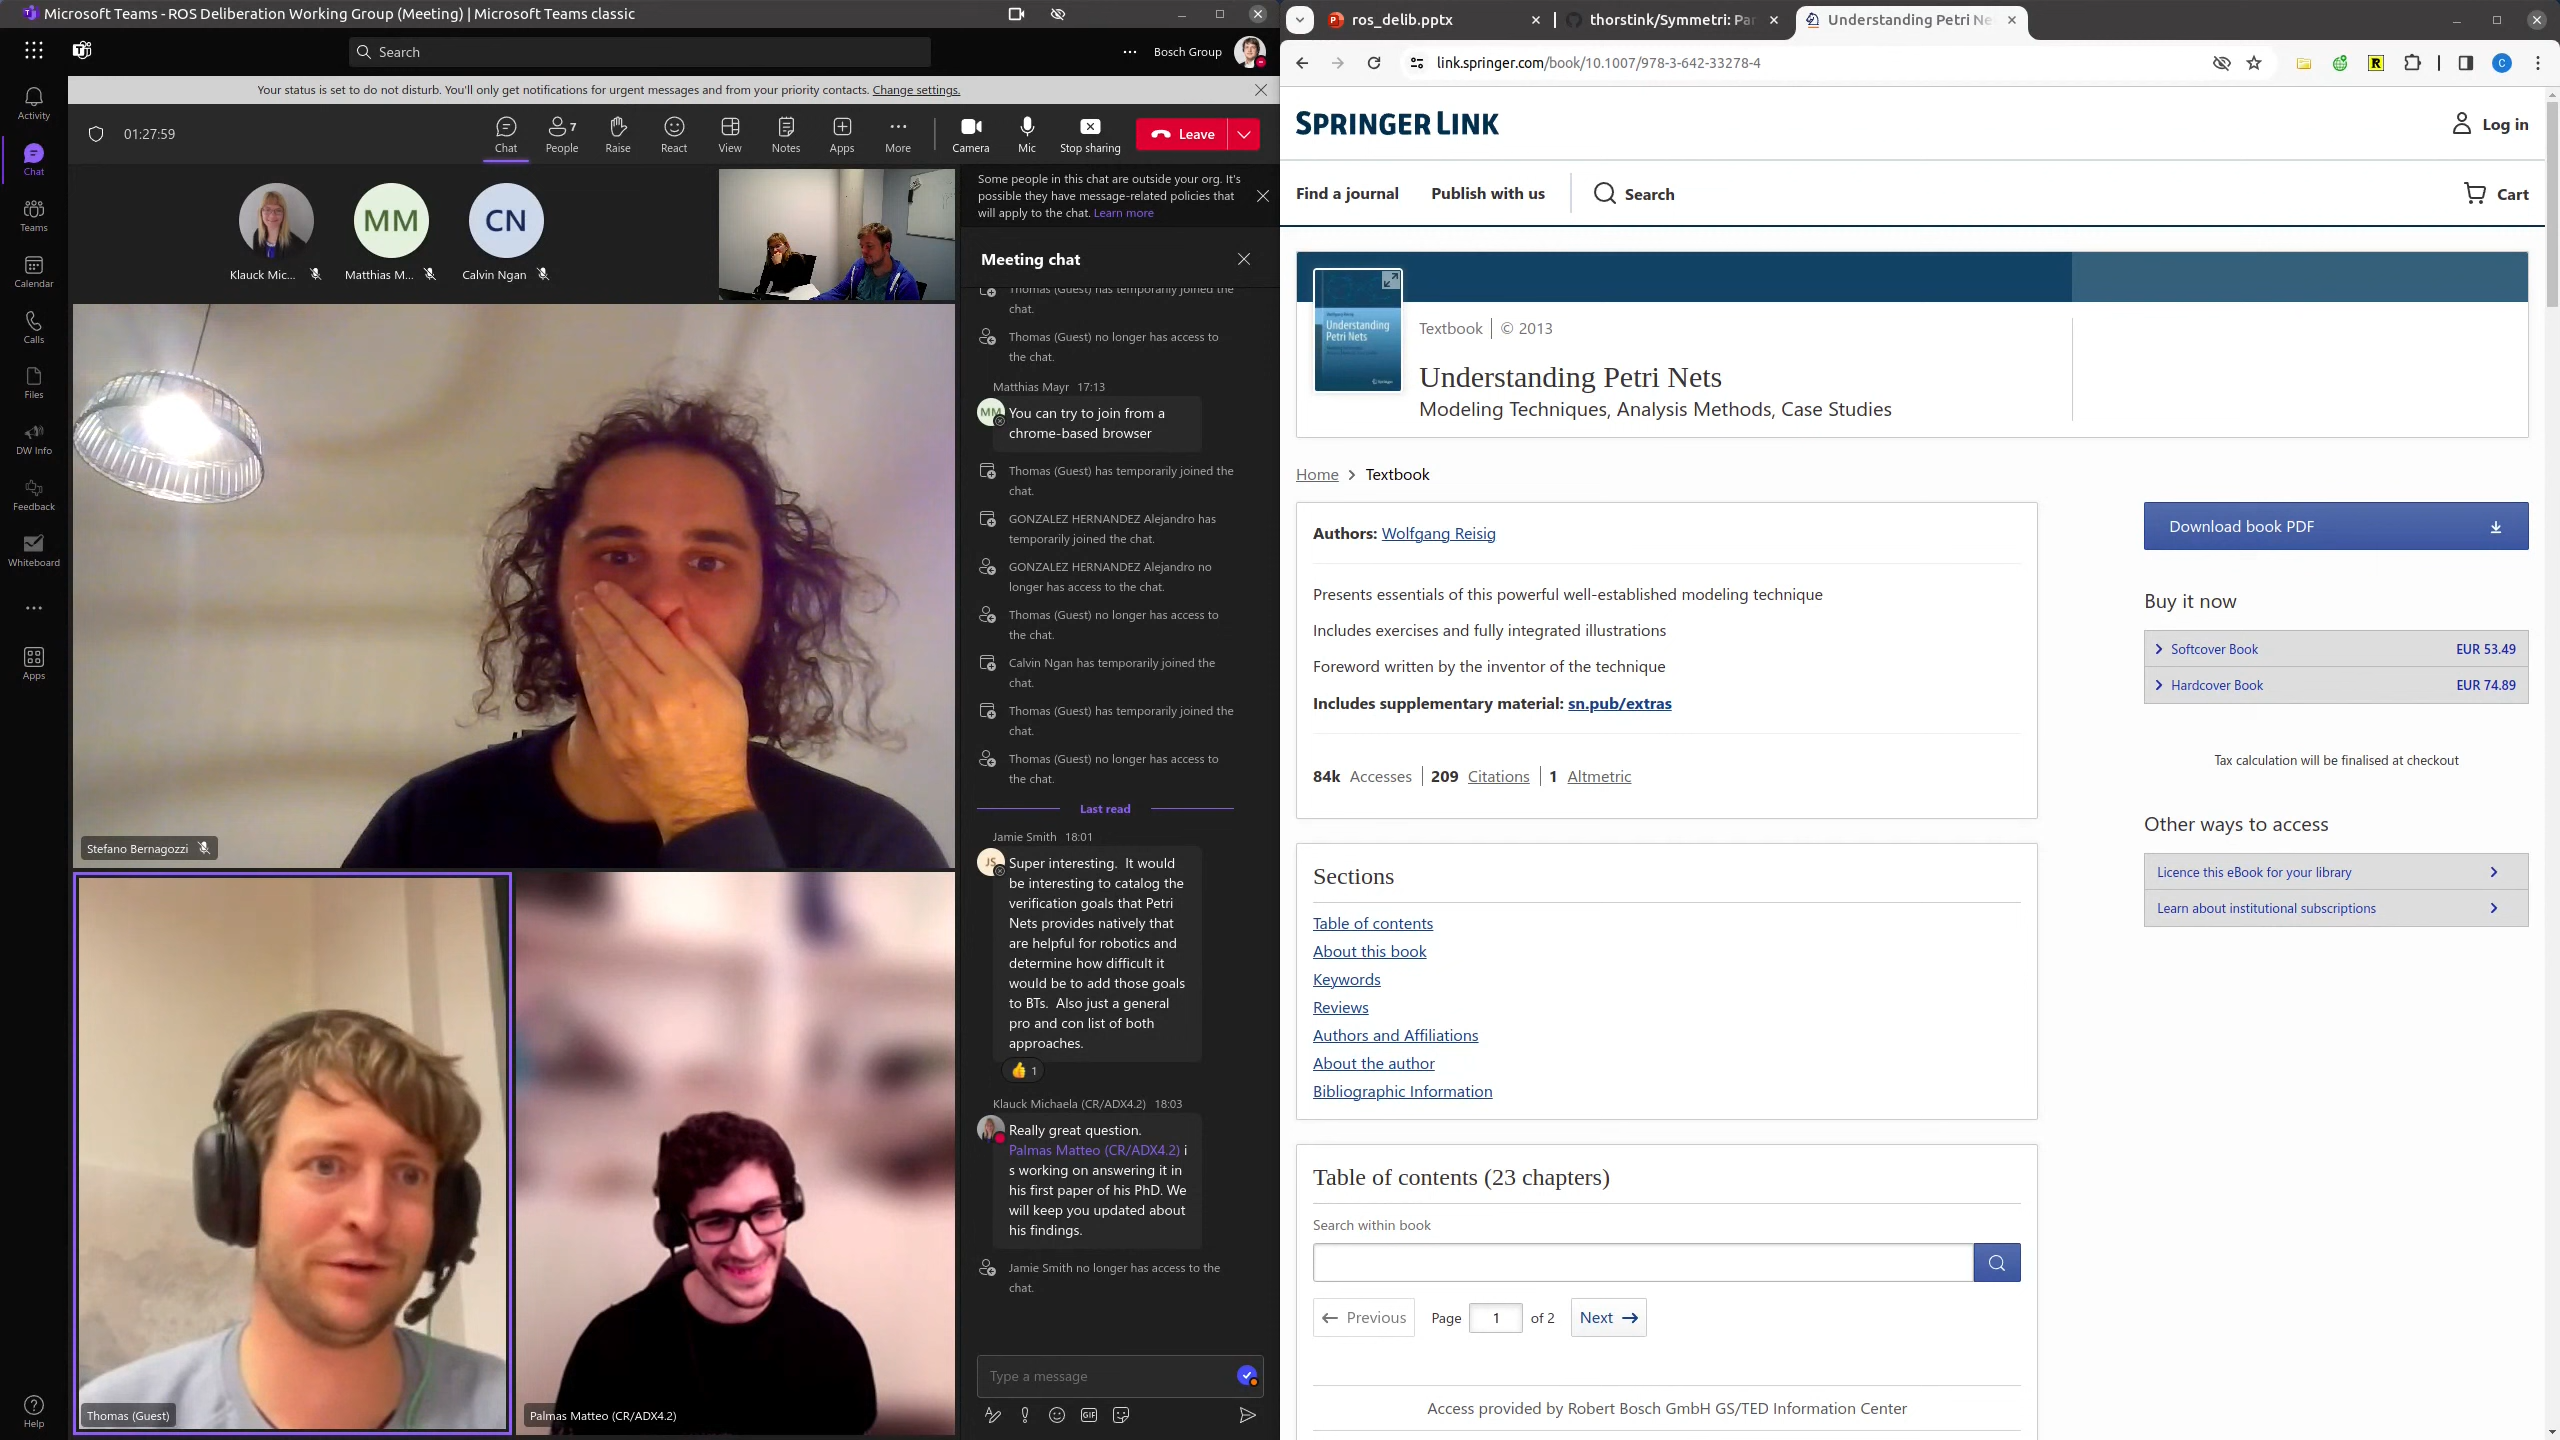 Microsoft Teams - ROS Deliberation Working Group (Meeting) | Microsoft Teams classic
Search
Bosch Group
Your status is set to do not disturb. You'll only get notifications for urgent messages and from your priority contacts. Change settings.
01:27:59
Chat
People
7
Raise
React
View
Notes
Apps
More
Camera
Mic
Stop sharing
Leave
Activity
Chat
Teams
Calendar
Calls
Files
DW Info
Feedback
Whiteboard
Apps
Help
Klauck Mic...
MM
Matthias M...
CN
Calvin Ngan
Stefano Bernagozzi
Thomas (Guest)
Palmas Matteo (CR/ADX4.2)
Some people in this chat are outside your org. It's
possible they have message-related policies that
will apply to the chat. Learn more
Meeting chat
Thomas (Guest) has temporarily joined the
chat.
Thomas (Guest) no longer has access to
the chat.
Matthias Mayr 17:13
MM
You can try to join from a
chrome-based browser
Thomas (Guest) has temporarily joined the
chat.
GONZALEZ HERNANDEZ Alejandro has
temporarily joined the chat.
GONZALEZ HERNANDEZ Alejandro no
longer has access to the chat.
Thomas (Guest) no longer has access to
the chat.
Calvin Ngan has temporarily joined the
chat.
Thomas (Guest) has temporarily joined the
chat.
Thomas (Guest) no longer has access to
the chat.
Last read
Jamie Smith 18:01
JS
Super interesting. It would
be interesting to catalog the
verification goals that Petri
Nets provides natively that
are helpful for robotics and
determine how difficult it
would be to add those goals
to BTs. Also just a general
pro and con list of both
approaches.
👍 1
Klauck Michaela (CR/ADX4.2) 18:03
Really great question.
Palmas Matteo (CR/ADX4.2) i
s working on answering it in
his first paper of his PhD. We
will keep you updated about
his findings.
Jamie Smith no longer has access to the
chat.
Type a message
GIF
ros_delib.pptx
thorstink/Symmetri: Par
Understanding Petri Ne
link.springer.com/book/10.1007/978-3-642-33278-4
SPRINGER LINK
Log in
Find a journal
Publish with us
Search
Cart
Understanding
Petri Nets
Textbook | © 2013
Understanding Petri Nets
Modeling Techniques, Analysis Methods, Case Studies
Home > Textbook
Authors: Wolfgang Reisig
Presents essentials of this powerful well-established modeling technique
Includes exercises and fully integrated illustrations
Foreword written by the inventor of the technique
Includes supplementary material: sn.pub/extras
84k Accesses | 209 Citations | 1 Altmetric
Sections
Table of contents
About this book
Keywords
Reviews
Authors and Affiliations
About the author
Bibliographic Information
Table of contents (23 chapters)
Search within book
← Previous
Page 1 of 2
Next →
Access provided by Robert Bosch GmbH GS/TED Information Center
Download book PDF
Buy it now
Softcover Book EUR 53.49
Hardcover Book EUR 74.89
Tax calculation will be finalised at checkout
Other ways to access
Licence this eBook for your library
Learn about institutional subscriptions